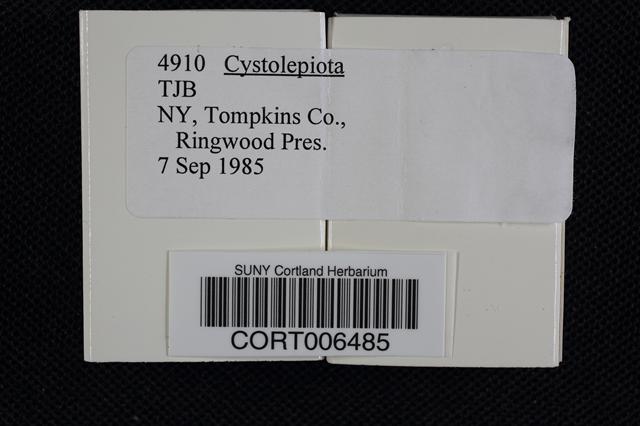 4910 Cystolepiota
TJB
NY, Tompkins Co.,
Ringwood Pres.
7 Sep 1985
SUNY Cortland Herbarium
CORT006485